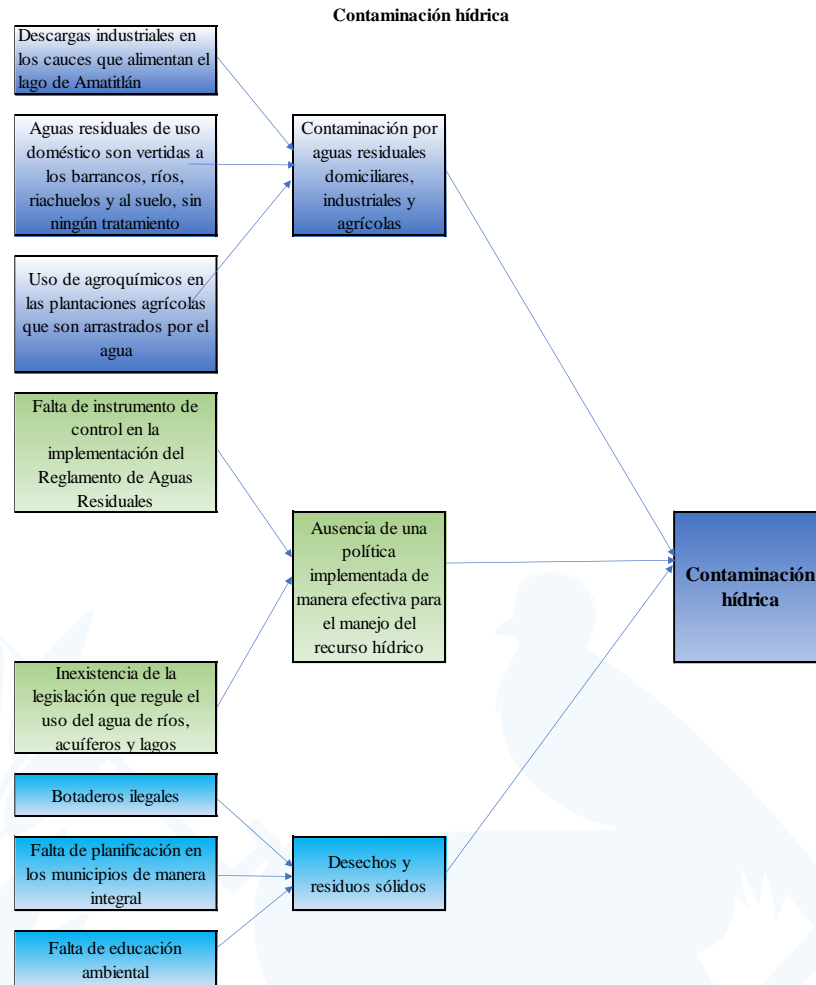 Contaminación hídrica
Descargas industriales en
los cauces que alimentan el
lago de Amatitlán
Aguas residuales de uso
doméstico son vertidas a
los barrancos, ríos,
riachuelos y al suelo, sin
ningún tratamiento
Uso de agroquímicos en
las plantaciones agrícolas
que son arrastrados por el
agua
Contaminación por
aguas residuales
domiciliares,
industriales y
agrícolas
Falta de instrumento de
control en la
implementación del
Reglamento de Aguas
Residuales
Inexistencia de la
legislación que regule el
uso del agua de ríos,
acuíferos y lagos
Ausencia de una
política
implementada de
manera efectiva para
el manejo del
recurso hídrico
Botaderos ilegales
Falta de planificación en
los municipios de manera
integral
Falta de educación
ambiental
Desechos y
residuos sólidos
Contaminación
hídrica